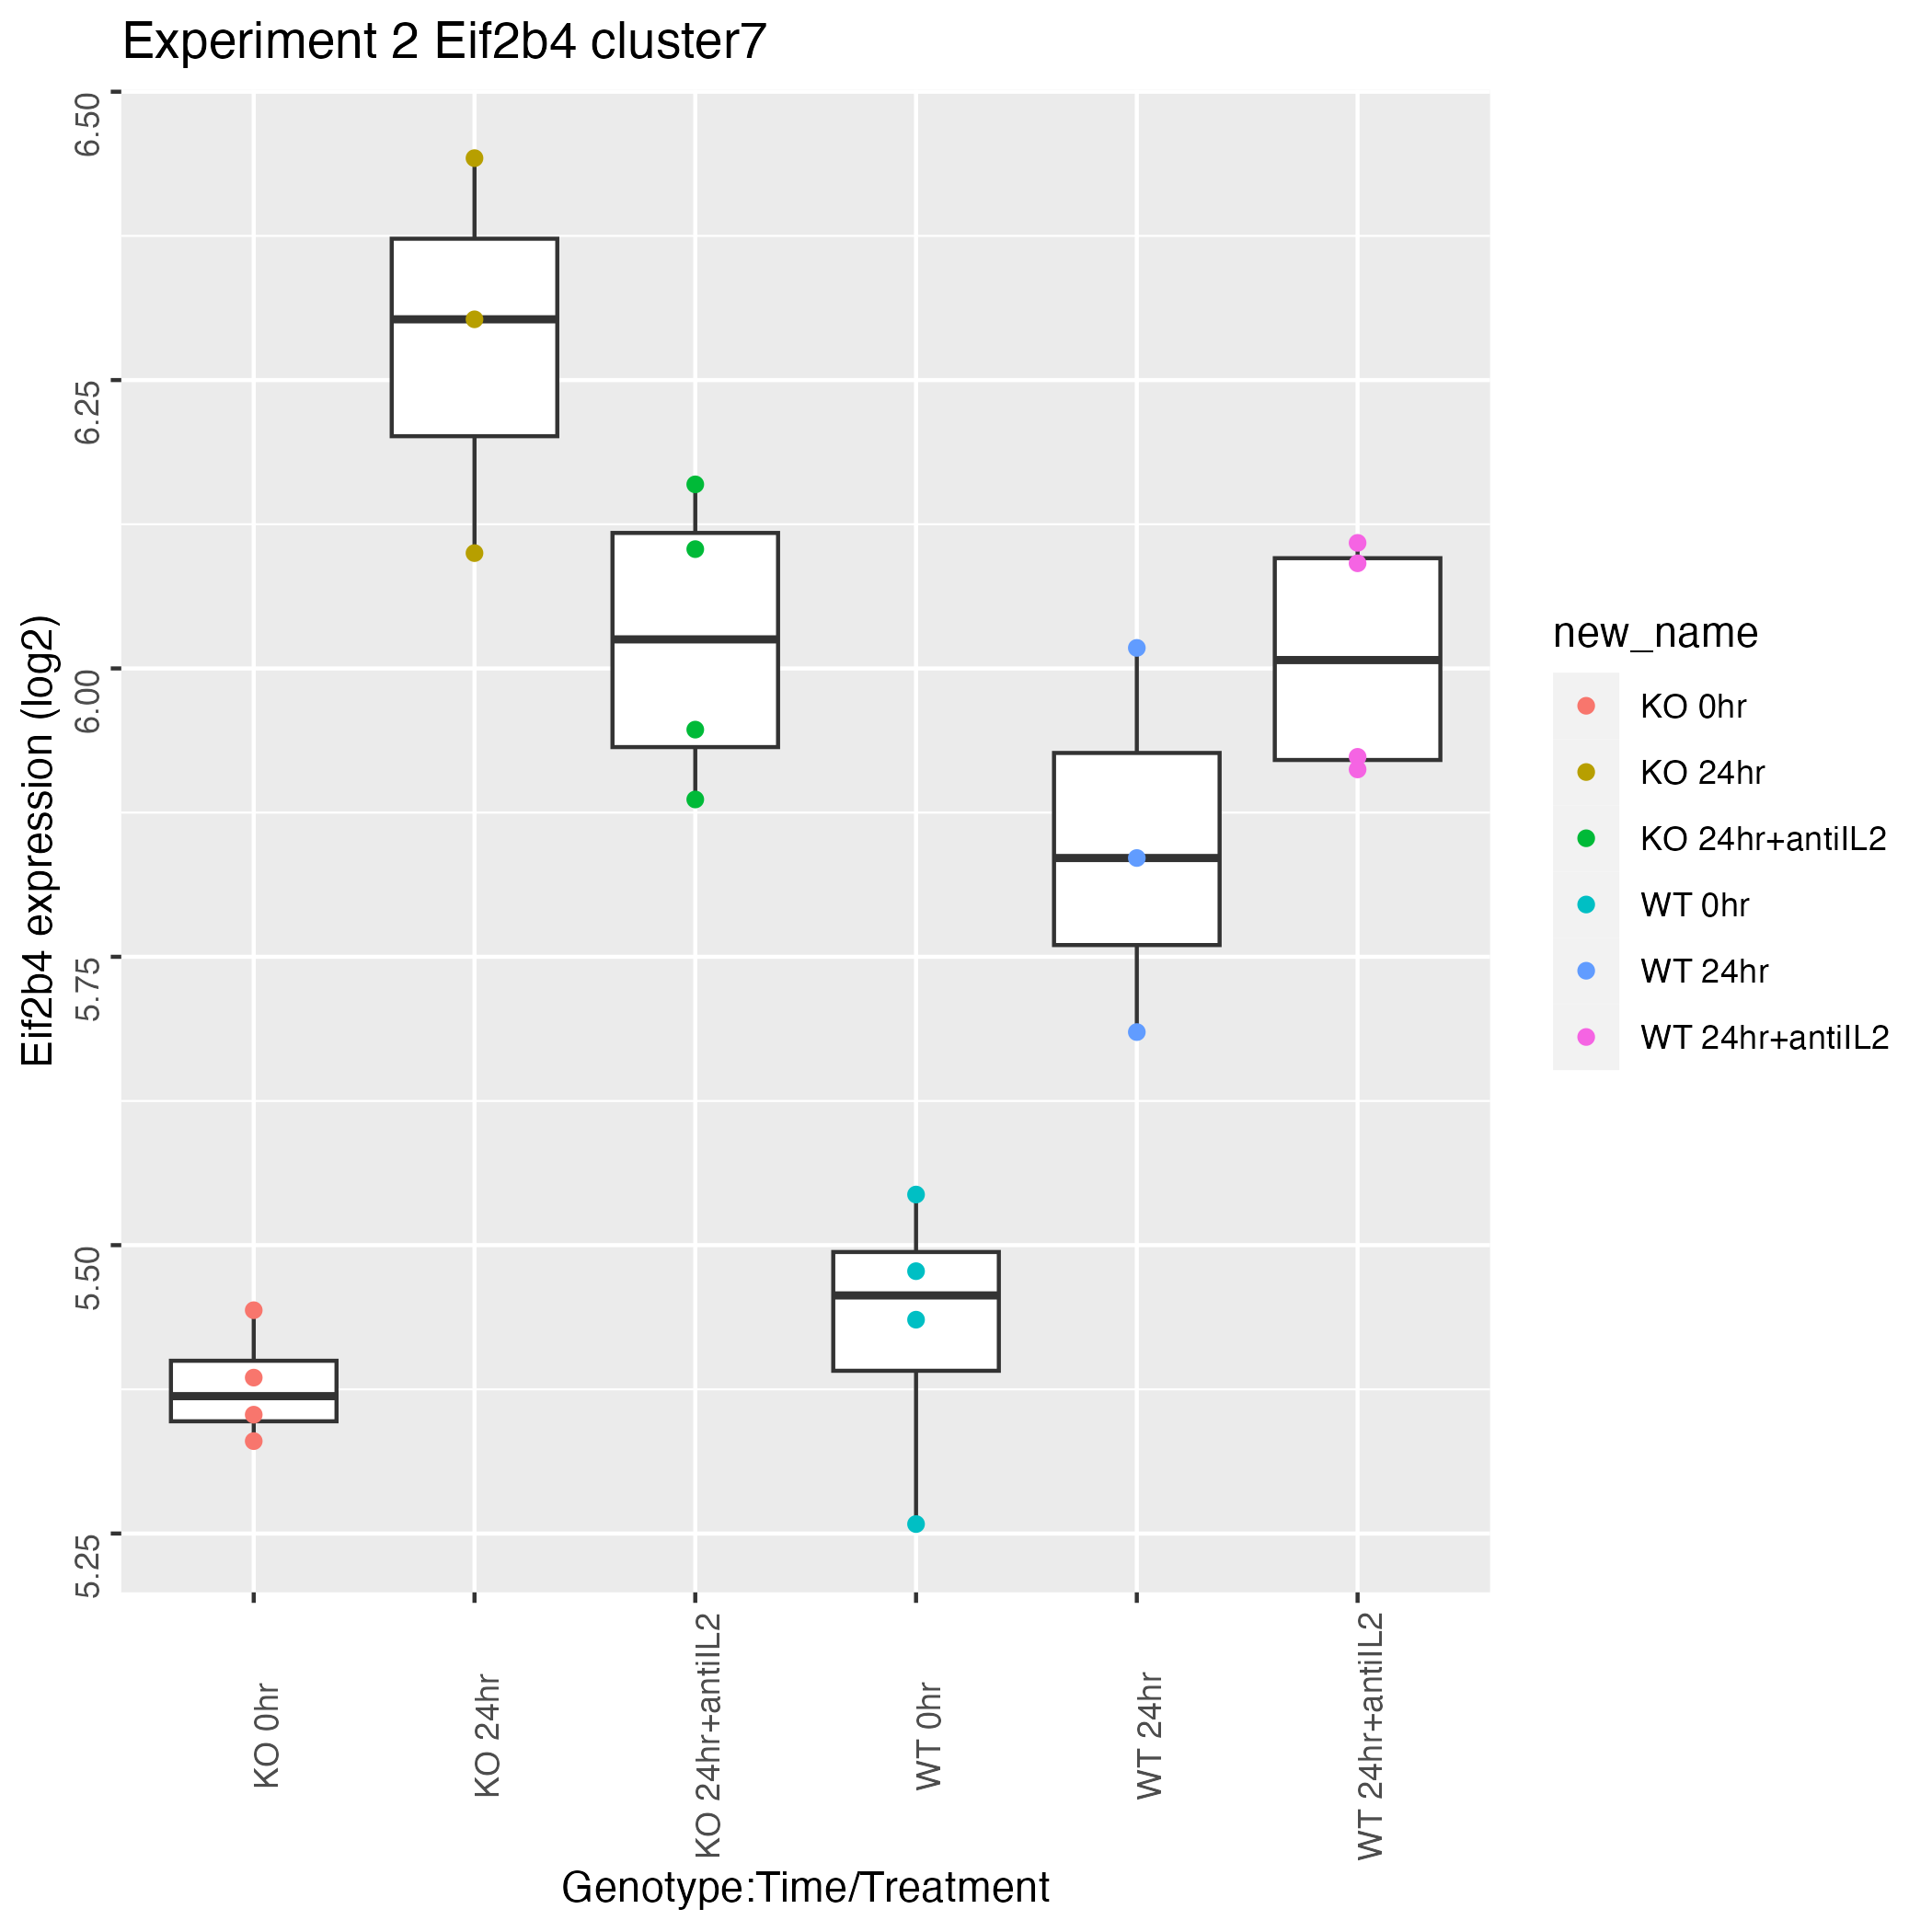 Experiment 2 Eif2b4 cluster7
Eif2b4 expression (log2)
6.50
6.25
6.00
5.75
5.50
5.25
KO 0hr
KO 24hr
KO 24hr+antiIL2
WT 0hr
WT 24hr
WT 24hr+antiIL2
Genotype:Time/Treatment
new_name
KO 0hr
KO 24hr
KO 24hr+antiIL2
WT 0hr
WT 24hr
WT 24hr+antiIL2